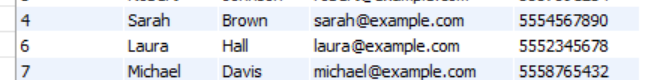 4 Sarah Brown sarah@example.com 5554567890
6 Laura Hall laura@example.com 5552345678
7 Michael Davis michael@example.com 5558765432